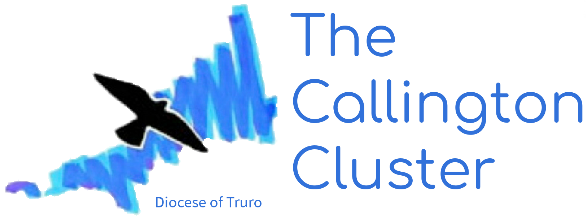 The
Callington
Cluster
Diocese of Truro